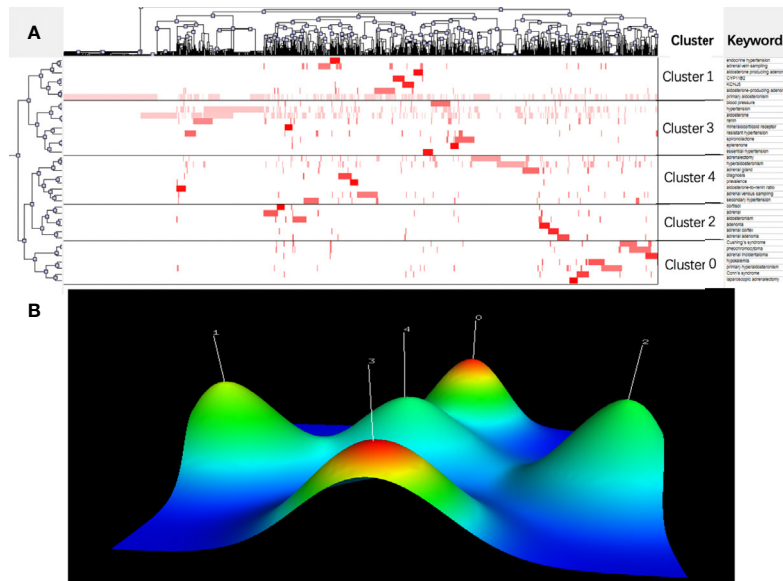 A
Cluster Keyword
Cluster 1
endocrine hypertension
adrenal vein sampling
aldosterone producing adenoma
CYP11B2
KCNJ5
aldosterone-producing adenoma
primary aldosteronism
Cluster 3
blood pressure
hypertension
aldosterone
renin
mineralocorticoid receptor
resistant hypertension
spironolactone
eplerenone
essential hypertension
Cluster 4
adrenalectomy
hyperaldosteronism
adrenal gland
diagnosis
prevalence
aldosterone-to-renin ratio
adrenal venous sampling
secondary hypertension
Cluster 2
cortisol
adrenal
aldosteronism
adenoma
adrenal cortex
adrenal adenoma
Cluster 0
Cushing's syndrome
pheochromocytoma
adrenal incidentaloma
hypokalemia
primary hyperaldosteronism
Conn's syndrome
laparoscopic adrenalectomy
B
1
3
4
0
2